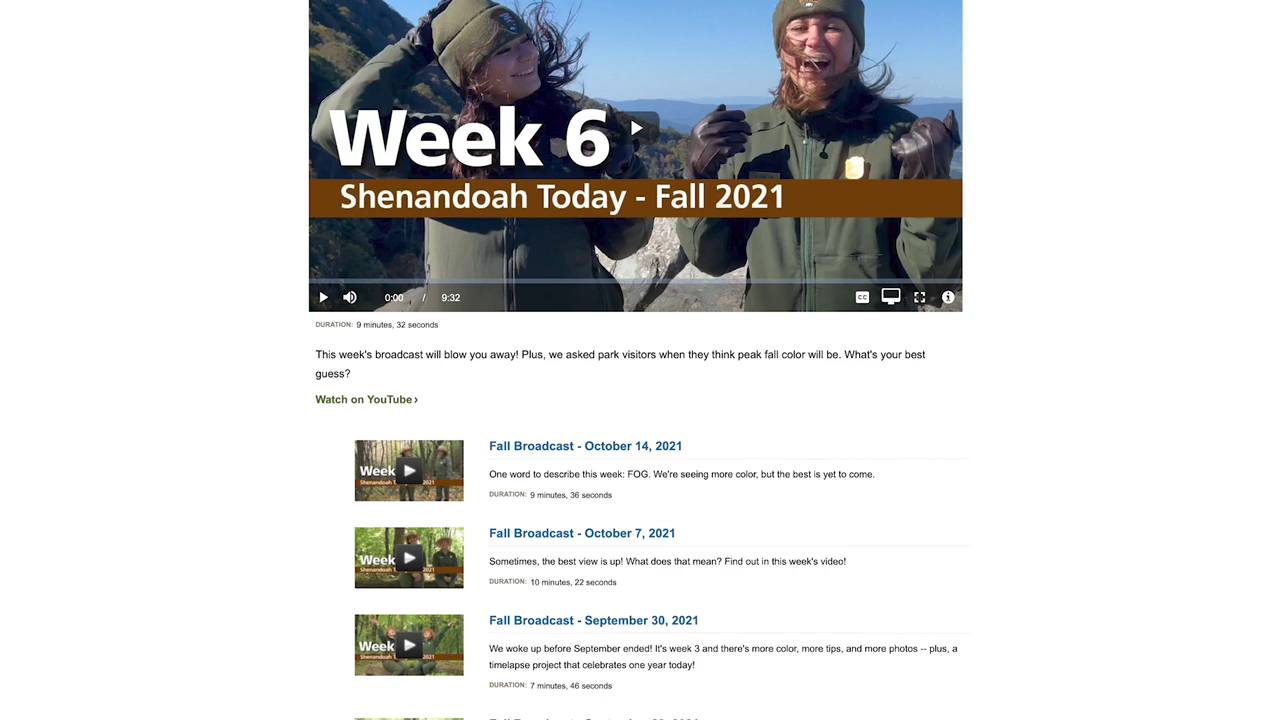 Week 6
Shenandoah Today - Fall 2021
0:00 / 9:32
CC
DURATION: 9 minutes, 32 seconds
This week's broadcast will blow you away! Plus, we asked park visitors when they think peak fall color will be. What's your best
guess?
Watch on YouTube ›
Fall Broadcast - October 14, 2021
Week
Shenandoah T 2021
One word to describe this week: FOG. We're seeing more color, but the best is yet to come.
DURATION: 9 minutes, 36 seconds
Fall Broadcast - October 7, 2021
Week
Shenandoah T 2021
Sometimes, the best view is up! What does that mean? Find out in this week's video!
DURATION: 10 minutes, 22 seconds
Fall Broadcast - September 30, 2021
Week
Shenandoah T 2021
We woke up before September ended! It's week 3 and there's more color, more tips, and more photos -- plus, a
timelapse project that celebrates one year today!
DURATION: 7 minutes, 46 seconds